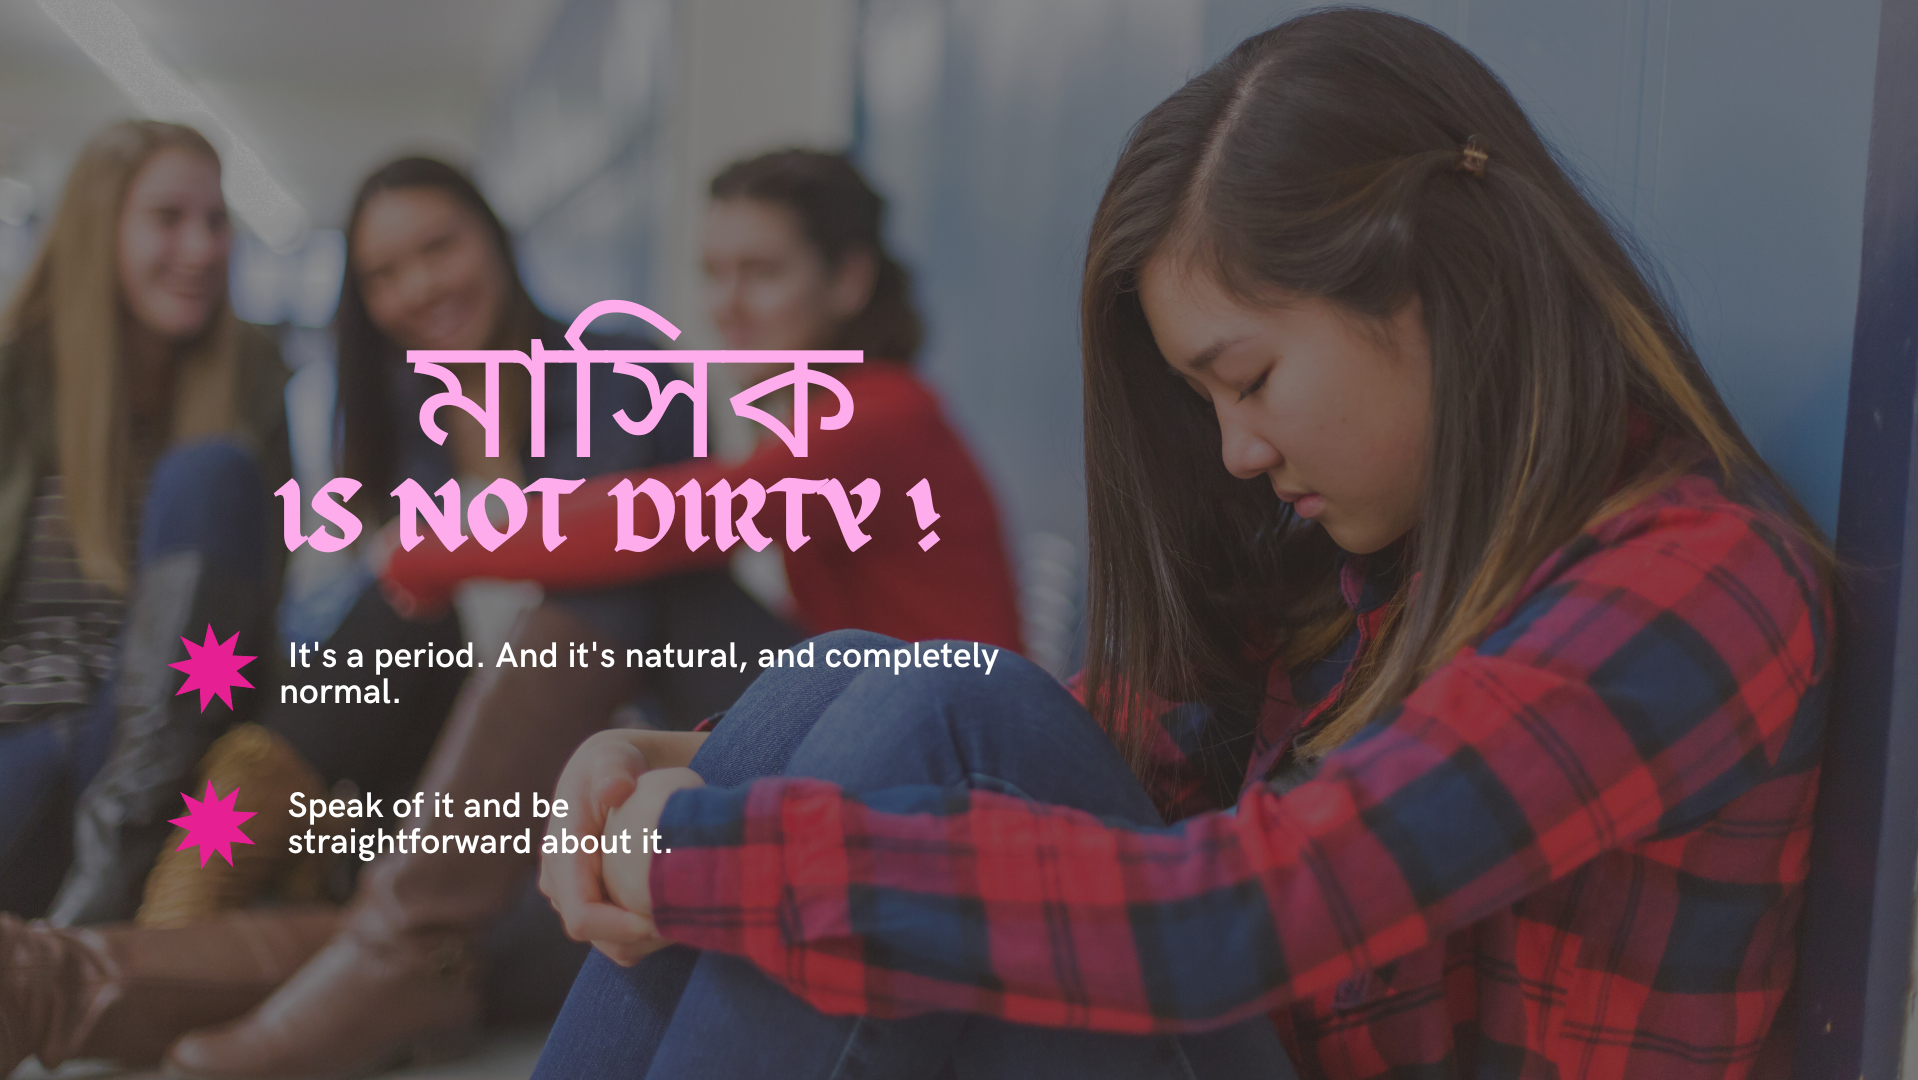 মাসিক
IS NOT DIRTY !
It's a period. And it's natural, and completely
normal.
Speak of it and be
straightforward about it.